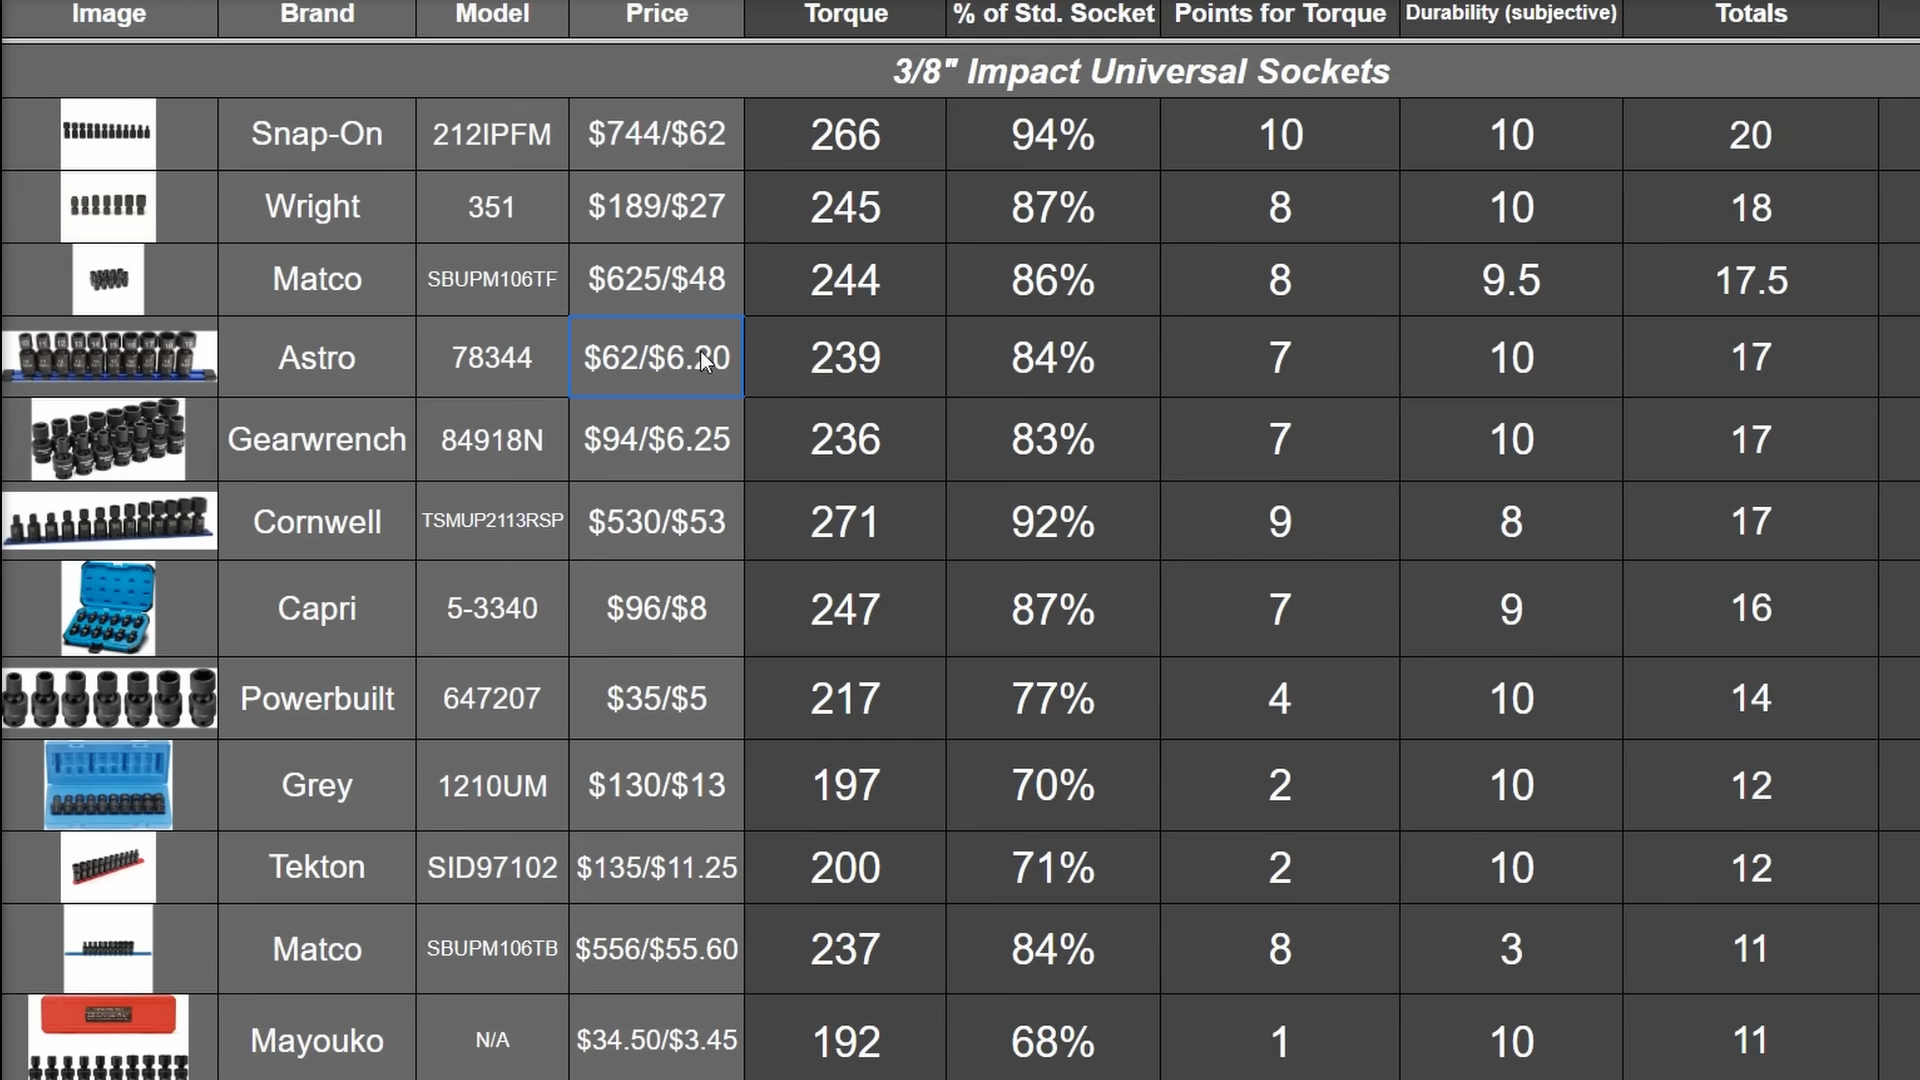 Image Brand Model Price Torque % of Std. Socket Points for Torque Durability (subjective) Totals
3/8" Impact Universal Sockets
Snap-On 212IPFM $744/$62 266 94% 10 10 20
Wright 351 $189/$27 245 87% 8 10 18
Matco SBUPM106TF $625/$48 244 86% 8 9.5 17.5
Astro 78344 $62/$6.20 239 84% 7 10 17
Gearwrench 84918N $94/$6.25 236 83% 7 10 17
Cornwell TSMUP2113RSP $530/$53 271 92% 9 8 17
Capri 5-3340 $96/$8 247 87% 7 9 16
Powerbuilt 647207 $35/$5 217 77% 4 10 14
Grey 1210UM $130/$13 197 70% 2 10 12
Tekton SID97102 $135/$11.25 200 71% 2 10 12
Matco SBUPM106TB $556/$55.60 237 84% 8 3 11
Mayouko N/A $34.50/$3.45 192 68% 1 10 11